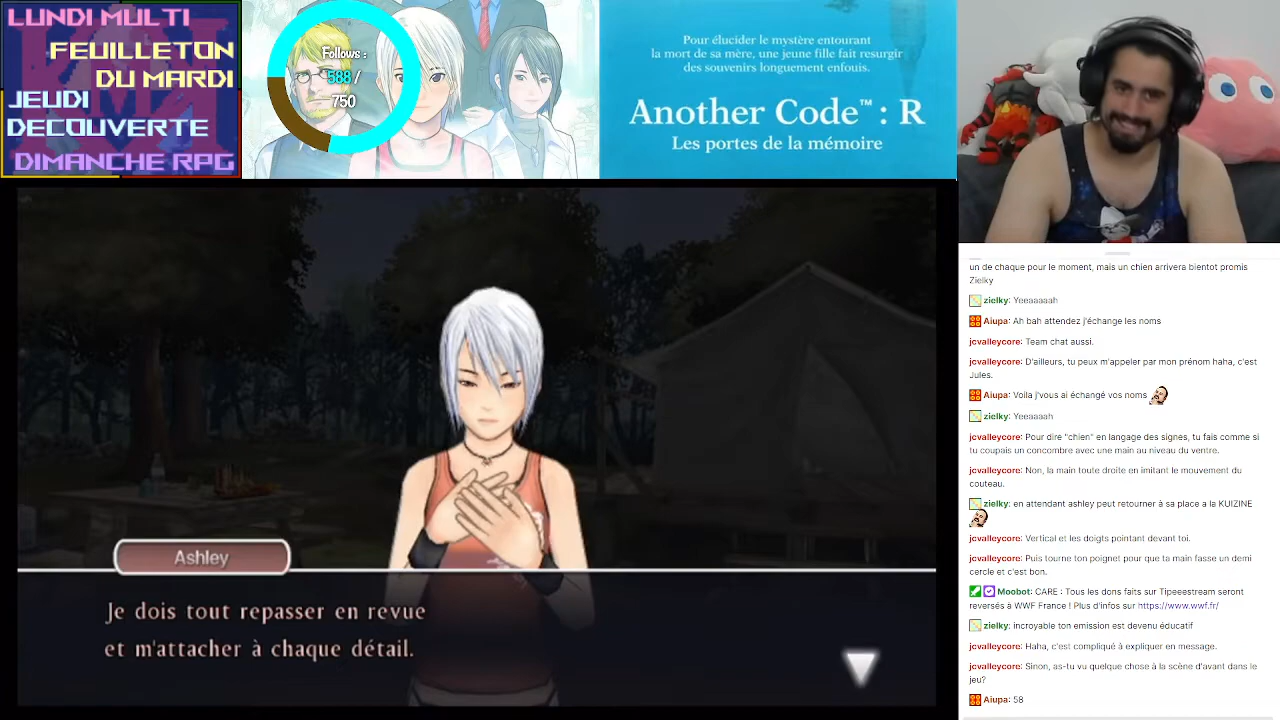 LUNDI MULTI
FEUILLETON
DU MARDI
JEUDI
DECOUVERTE
DIMANCHE RPG
Follows :
588 /
750
Pour élucider le mystère entourant
la mort de sa mère, une jeune fille fait resurgir
des souvenirs longuement enfouis.
Another Code™ : R
Les portes de la mémoire
Ashley
Je dois tout repasser en revue
et m'attacher à chaque détail.
un de chaque pour le moment, mais un chien arrivera bientot promis
Zielky
zielky: Yeeaaaaah
Aiupa: Ah bah attendez j'échange les noms
jcvalleycore: Team chat aussi.
jcvalleycore: D'ailleurs, tu peux m'appeler par mon prénom haha, c'est
Jules.
Aiupa: Voila j'vous ai échangé vos noms
zielky: Yeeaaaah
jcvalleycore: Pour dire "chien" en langage des signes, tu fais comme si
tu coupais un concombre avec une main au niveau du ventre.
jcvalleycore: Non, la main toute droite en imitant le mouvement du
couteau.
zielky: en attendant ashley peut retourner à sa place a la KUIZINE
jcvalleycore: Vertical et les doigts pointant devant toi.
jcvalleycore: Puis tourne ton poignet pour que ta main fasse un demi
cercle et c'est bon.
Moobot: CARE : Tous les dons faits sur Tipeeestream seront
reversés à WWF France ! Plus d'infos sur https://www.wwf.fr/
zielky: incroyable ton emission est devenu éducatif
jcvalleycore: Haha, c'est compliqué à expliquer en message.
jcvalleycore: Sinon, as-tu vu quelque chose à la scène d'avant dans le
jeu?
Aiupa: 58